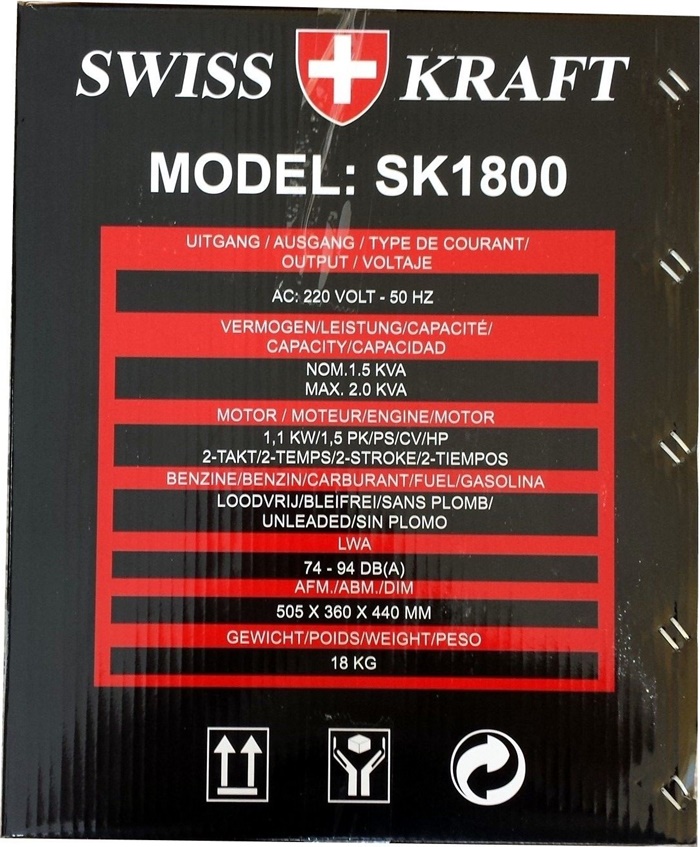 SWISS KRAFT
MODEL: SK1800
UITGANG / AUSGANG / TYPE DE COURANT/
OUTPUT / VOLTAJE
AC: 220 VOLT - 50 HZ
VERMOGEN/LEISTUNG/CAPACITÉ/
CAPACITY/CAPACIDAD
NOM.1.5 KVA
MAX. 2.0 KVA
MOTOR / MOTEUR/ENGINE/MOTOR
1,1 KW/1,5 PK/PS/CV/HP
2-TAKT/2-TEMPS/2-STROKE/2-TIEMPOS
BENZINE/BENZIN/CARBURANT/FUEL/GASOLINA
LOODVRIJ/BLEIFREI/SANS PLOMB/
UNLEADED/SIN PLOMO
LWA
74 - 94 DB(A)
AFM./ABM./DIM
505 X 360 X 440 MM
GEWICHT/POIDS/WEIGHT/PESO
18 KG